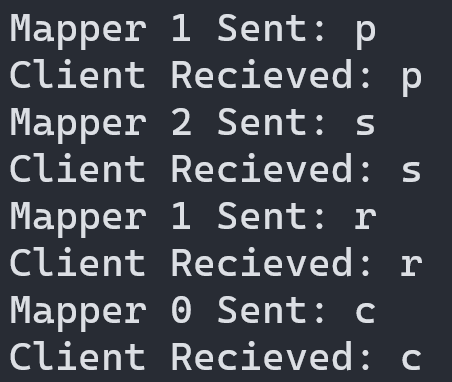 Mapper 1 Sent: p
Client Recieved: p
Mapper 2 Sent: s
Client Recieved: s
Mapper 1 Sent: r
Client Recieved: r
Mapper 0 Sent: c
Client Recieved: c